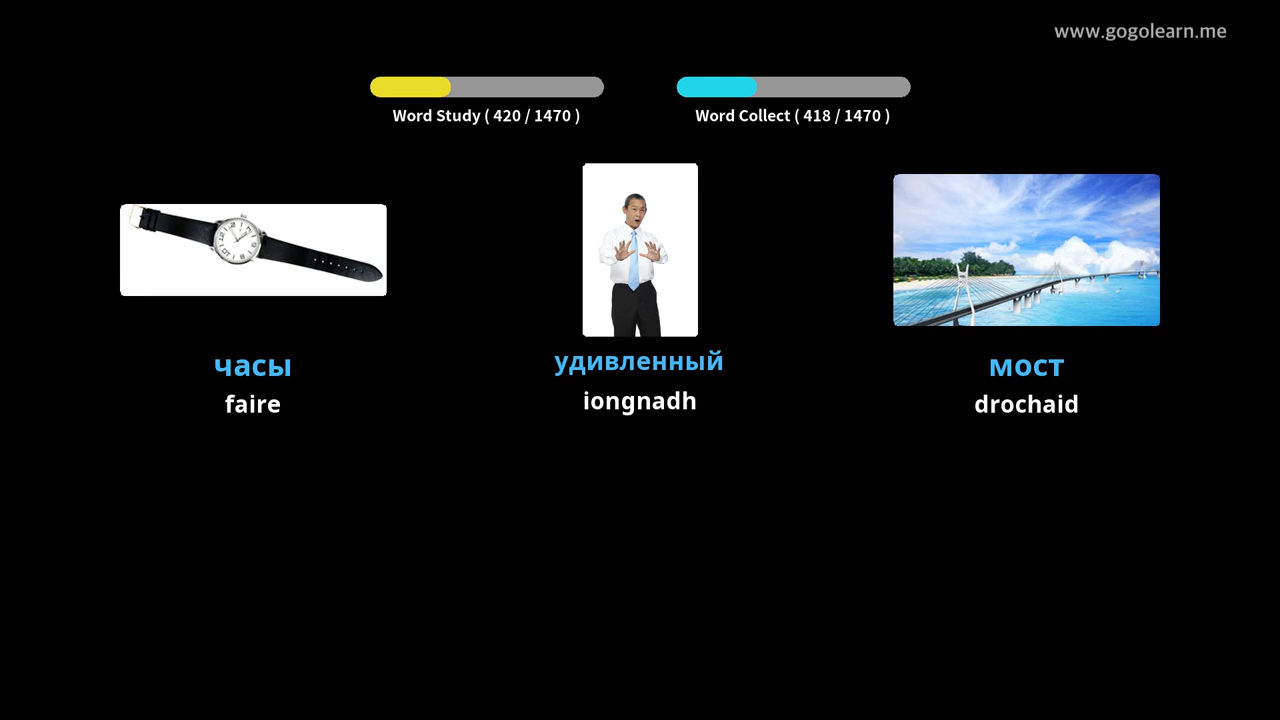 www.gogolearn.me
Word Study ( 420 / 1470 )
Word Collect ( 418 / 1470 )
часы
faire
удивленный
iongnadh
мост
drochaid